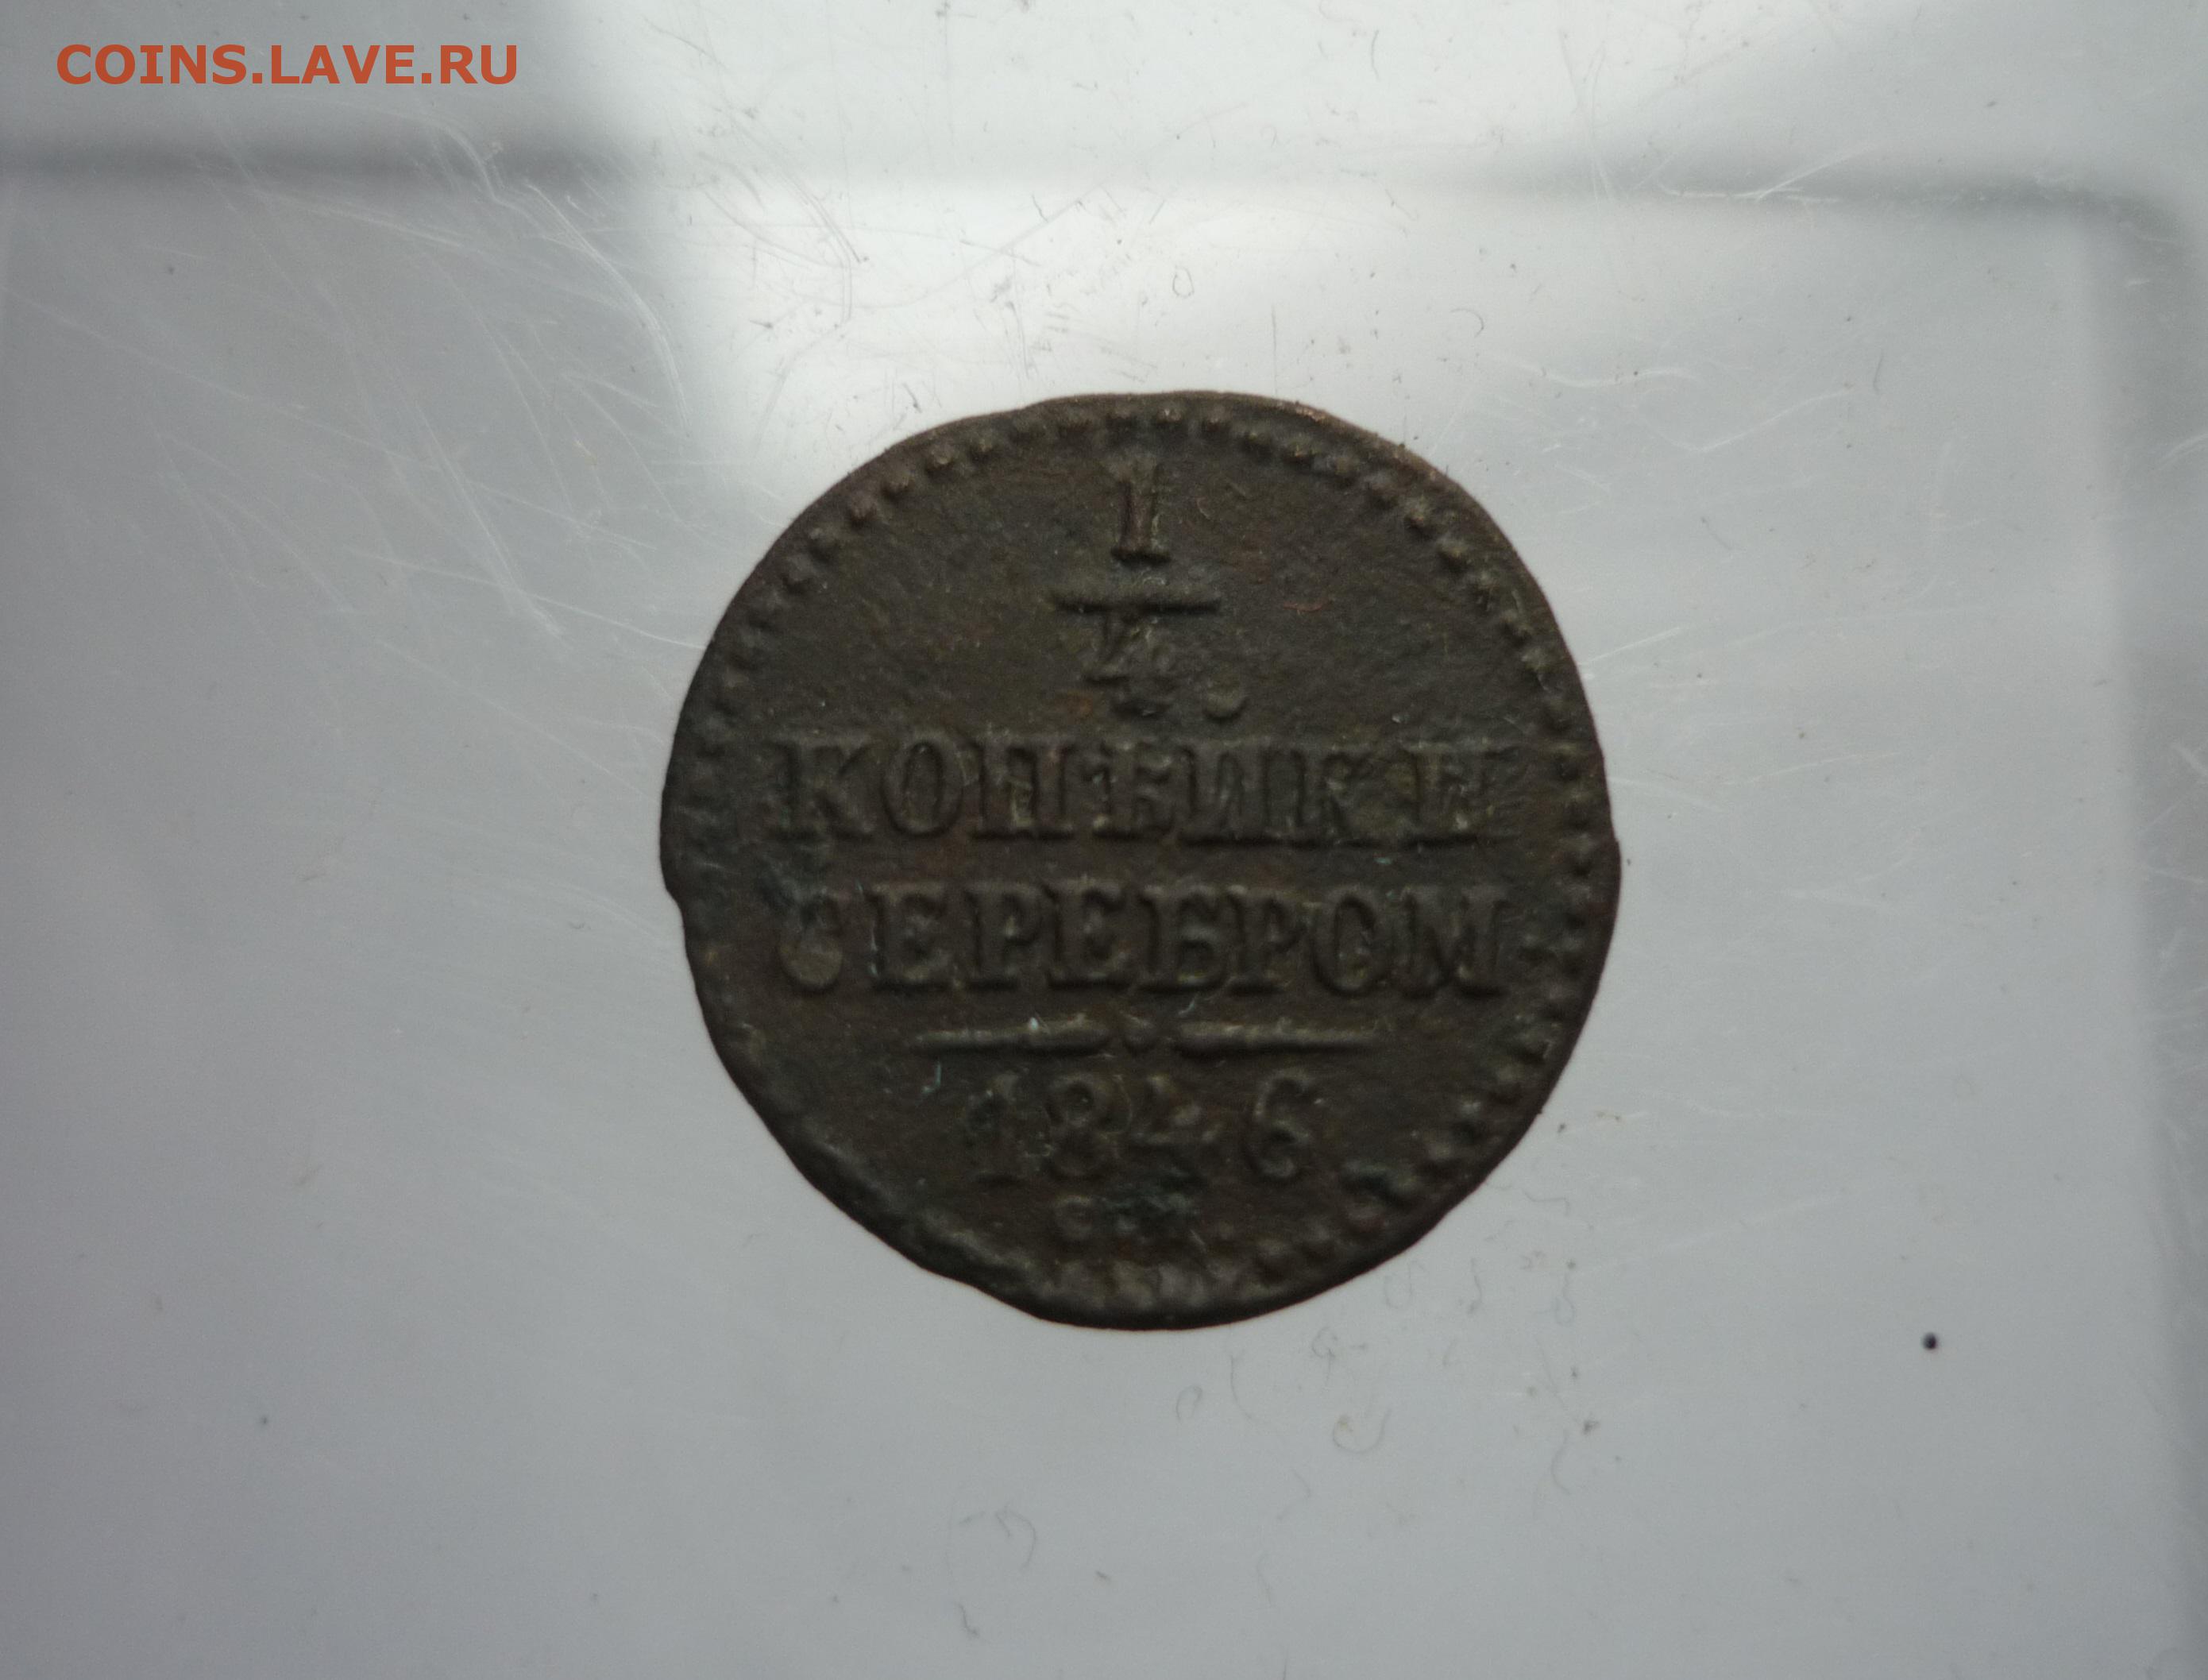 COINS.LAVE.RU
1
4.
КОПѢЙКИ
СЕРЕБРОМ
1846